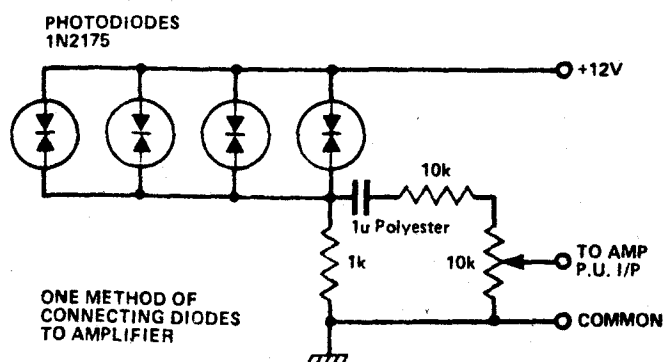 PHOTODIODES
1N2175
+12V
10k
1u Polyester
1k
10k
TO AMP
P.U. I/P
ONE METHOD OF
CONNECTING DIODES
TO AMPLIFIER
COMMON